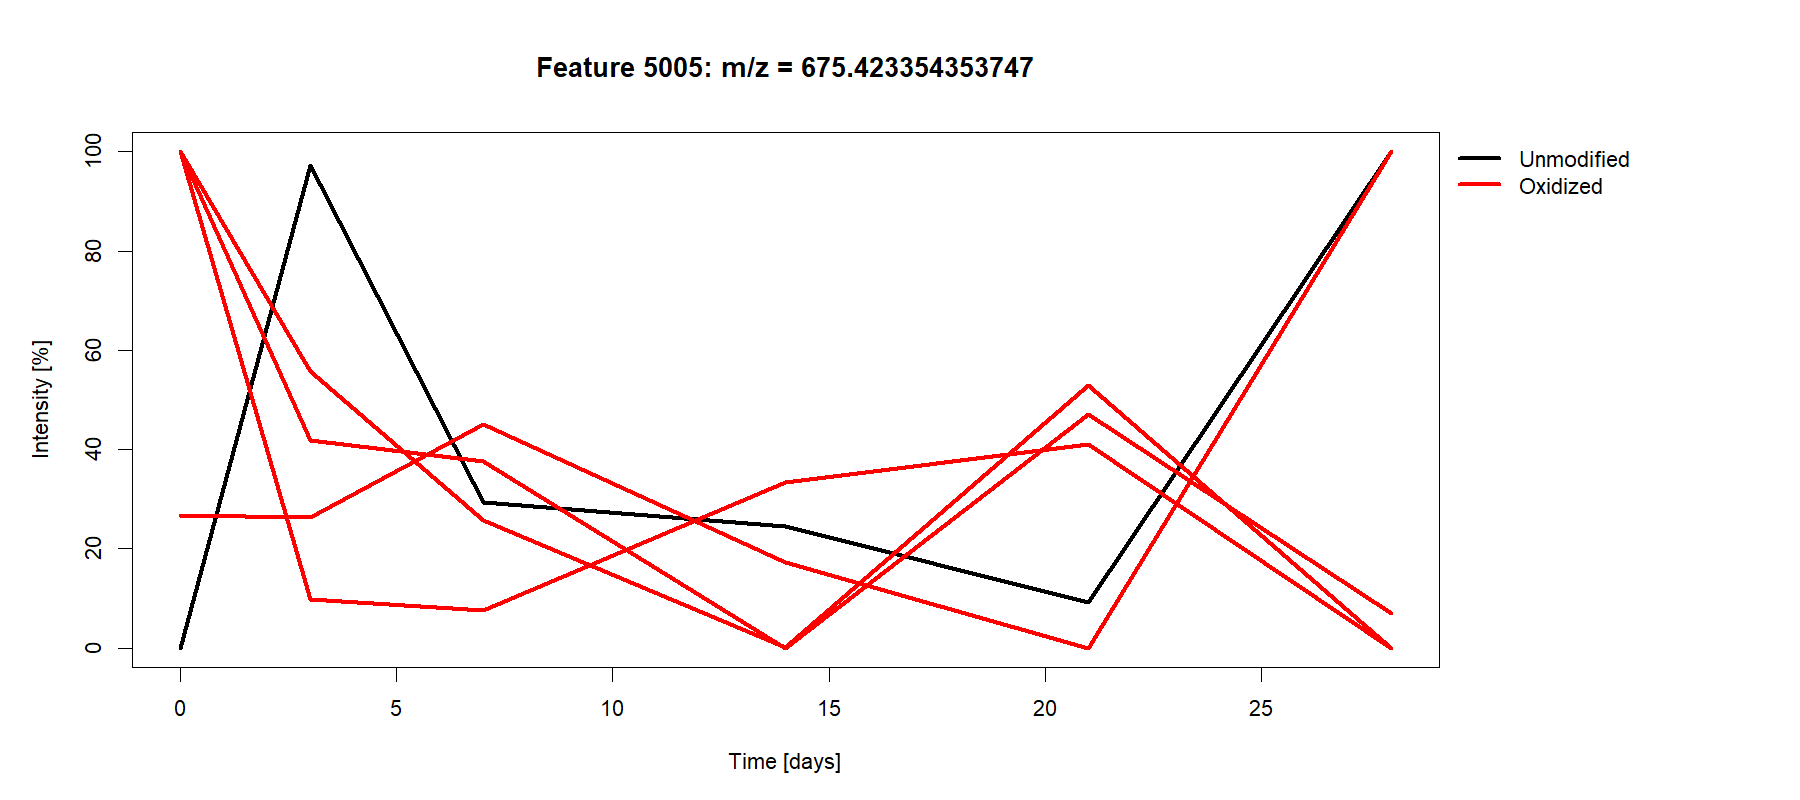 Feature 5005: m/z = 675.423354353747
100
80
60
40
20
0
Intensity [%]
0 5 10 15 20 25
Time [days]
Unmodified
Oxidized